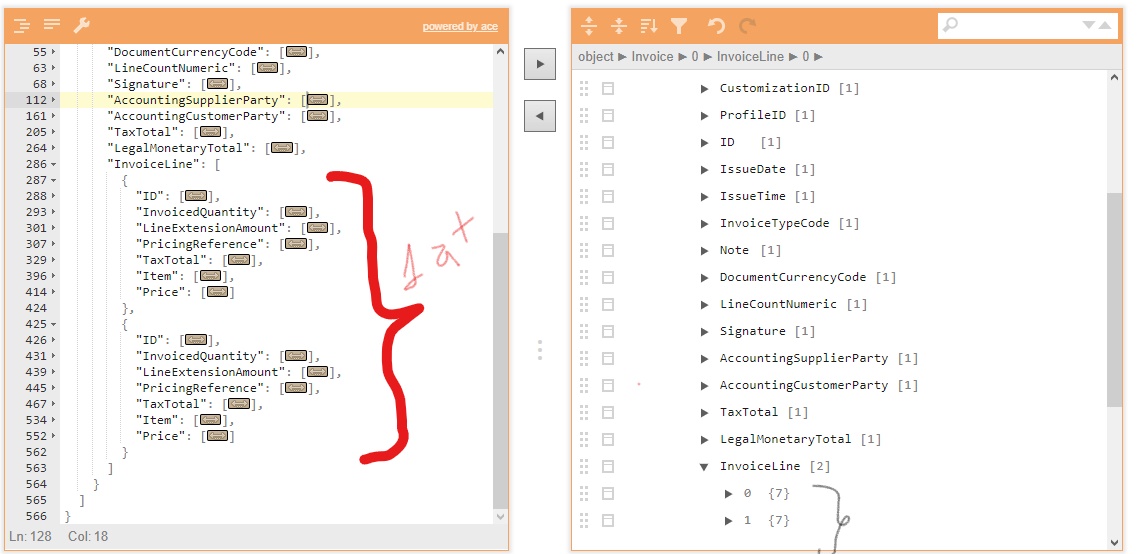 powered by ace
55 "DocumentCurrencyCode": [ ],
63 "LineCountNumeric": [ ],
68 "Signature": [ ],
112 "AccountingSupplierParty": [ ],
161 "AccountingCustomerParty": [ ],
205 "TaxTotal": [ ],
264 "LegalMonetaryTotal": [ ],
286 "InvoiceLine": [
287 {
288 "ID": [ ],
293 "InvoicedQuantity": [ ],
301 "LineExtensionAmount": [ ],
307 "PricingReference": [ ],
329 "TaxTotal": [ ],
396 "Item": [ ],
414 "Price": [ ]
424 },
425 {
426 "ID": [ ],
431 "InvoicedQuantity": [ ],
439 "LineExtensionAmount": [ ],
445 "PricingReference": [ ],
467 "TaxTotal": [ ],
534 "Item": [ ],
552 "Price": [ ]
562 }
563 ]
564 }
565 ]
566 }
Ln: 128 Col: 18
object ► Invoice ► 0 ► InvoiceLine ► 0 ►
CustomizationID [1]
ProfileID [1]
ID [1]
IssueDate [1]
IssueTime [1]
InvoiceTypeCode [1]
Note [1]
DocumentCurrencyCode [1]
LineCountNumeric [1]
Signature [1]
AccountingSupplierParty [1]
AccountingCustomerParty [1]
TaxTotal [1]
LegalMonetaryTotal [1]
InvoiceLine [2]
0 {7}
1 {7}